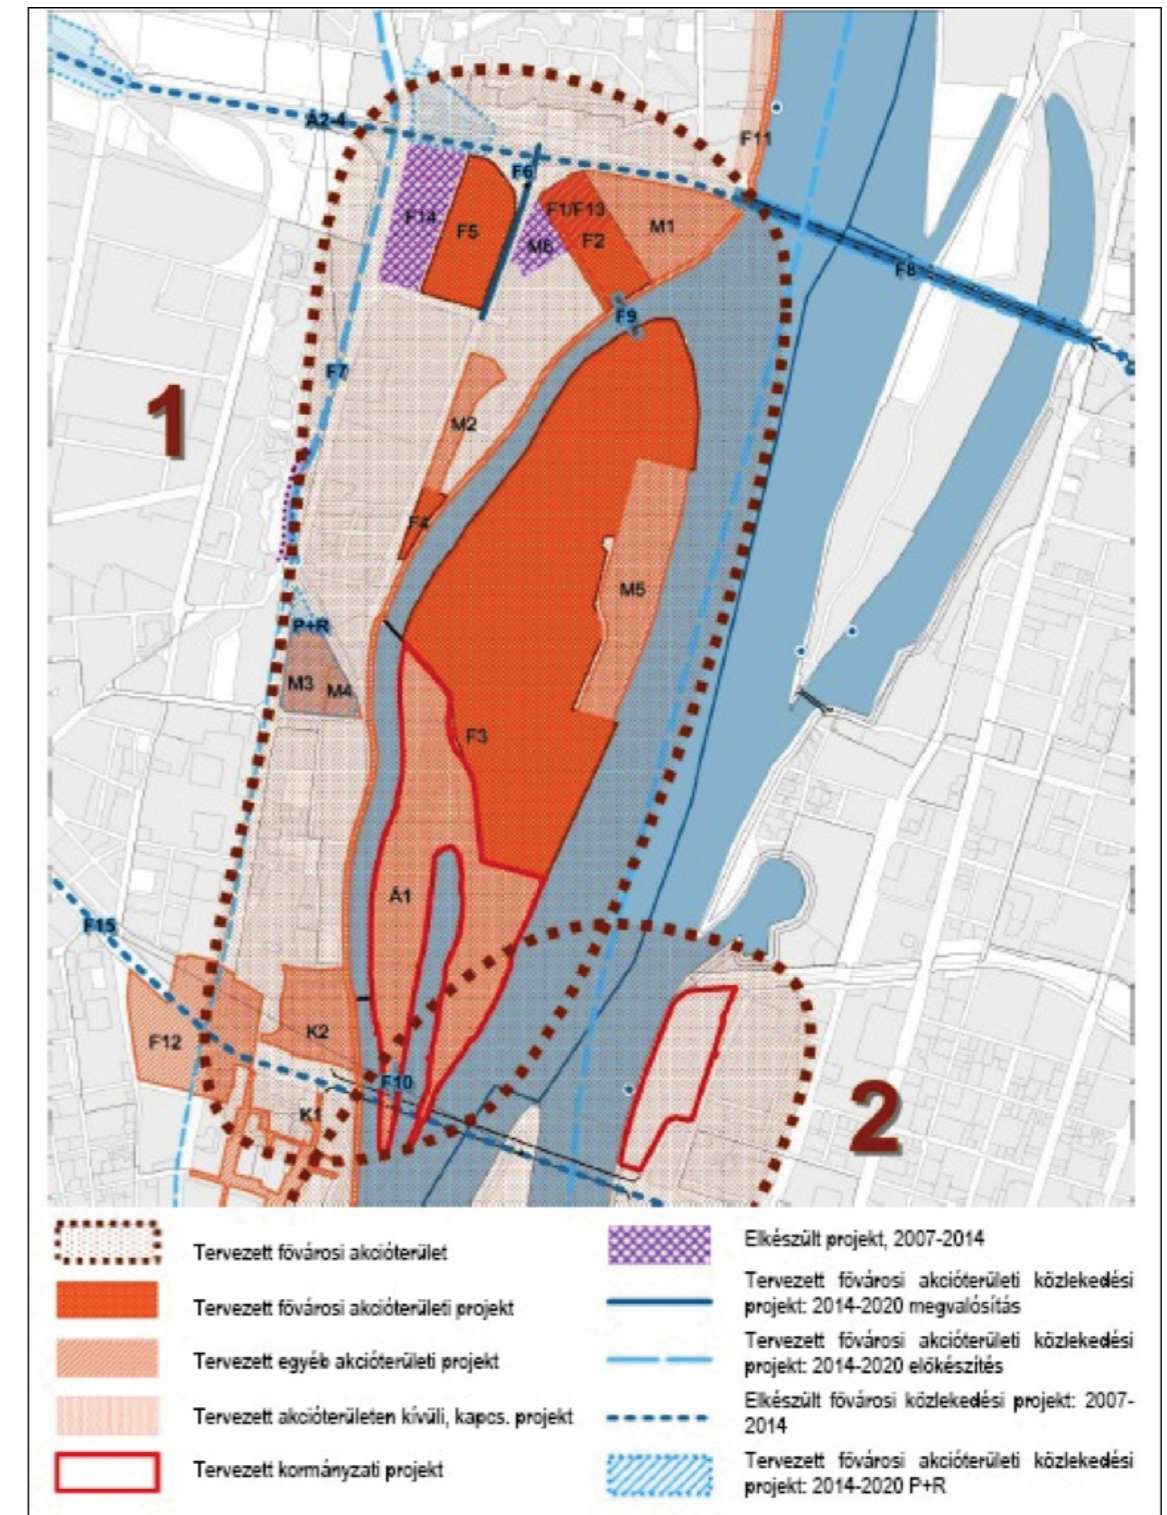 Á2-4
F11
F6
F14
F5
F1/F13
M6
F2
M1
F8
F9
F7
1
M2
F4
M5
P+R
M3
M4
F3
Á1
F15
K2
F12
F10
K1
2
Tervezett fővárosi akcióterület
Tervezett fővárosi akcióterületi projekt
Tervezett egyéb akcióterületi projekt
Tervezett akcióterületen kívüli, kapcs. projekt
Tervezett kormányzati projekt
Elkészült projekt, 2007-2014
Tervezett fővárosi akcióterületi közlekedési
projekt: 2014-2020 megvalósítás
Tervezett fővárosi akcióterületi közlekedési
projekt: 2014-2020 előkészítés
Elkészült fővárosi közlekedési projekt: 2007-
2014
Tervezett fővárosi akcióterületi közlekedési
projekt: 2014-2020 P+R